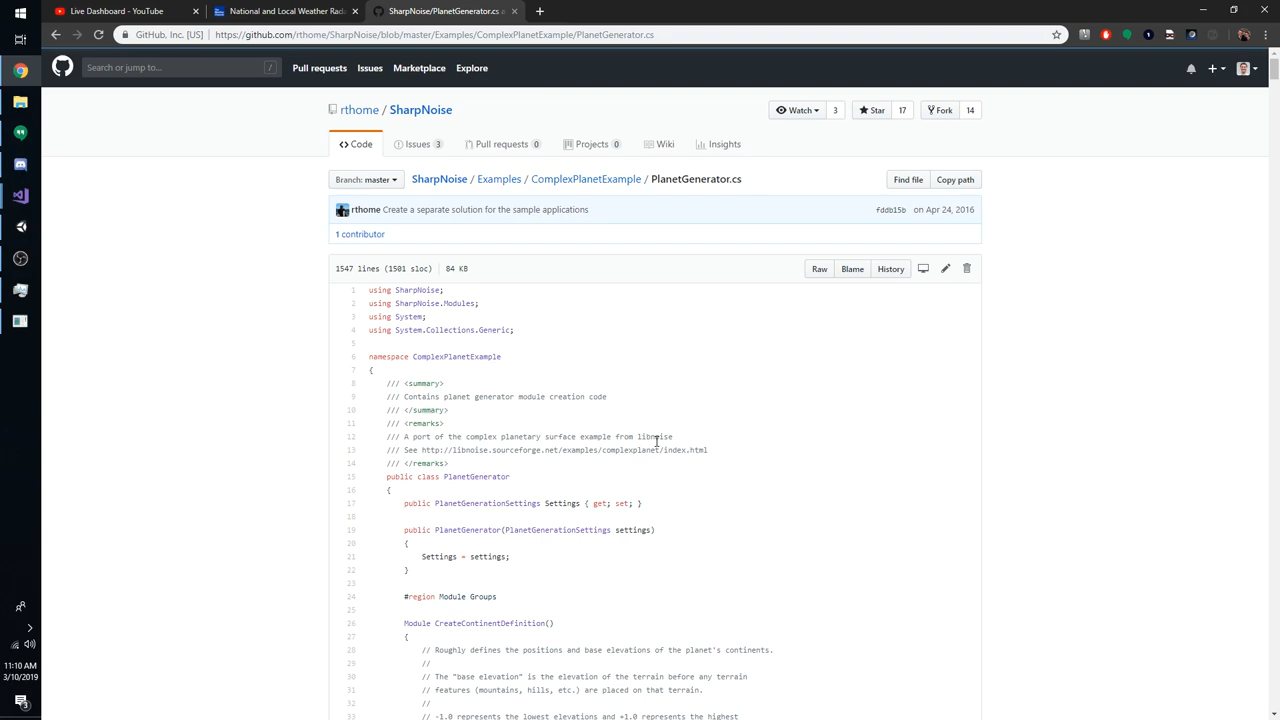 Live Dashboard - YouTube
National and Local Weather Rada
SharpNoise/PlanetGenerator.cs a
GitHub, Inc. [US] https://github.com/rthome/SharpNoise/blob/master/Examples/ComplexPlanetExample/PlanetGenerator.cs
Search or jump to... /
Pull requests Issues Marketplace Explore
rthome / SharpNoise
Watch 3 Star 17 Fork 14
Code Issues 3 Pull requests 0 Projects 0 Wiki Insights
Branch: master SharpNoise / Examples / ComplexPlanetExample / PlanetGenerator.cs Find file Copy path
rthome Create a separate solution for the sample applications fddb15b on Apr 24, 2016
1 contributor
1547 lines (1501 sloc) 84 KB Raw Blame History
1 using SharpNoise;
2 using SharpNoise.Modules;
3 using System;
4 using System.Collections.Generic;
5
6 namespace ComplexPlanetExample
7 {
8 /// <summary>
9 /// Contains planet generator module creation code
10 /// </summary>
11 /// <remarks>
12 /// A port of the complex planetary surface example from libnoise
13 /// See http://libnoise.sourceforge.net/examples/complexplanet/index.html
14 /// </remarks>
15 public class PlanetGenerator
16 {
17 public PlanetGenerationSettings Settings { get; set; }
18
19 public PlanetGenerator(PlanetGenerationSettings settings)
20 {
21 Settings = settings;
22 }
23
24 #region Module Groups
25
26 Module CreateContinentDefinition()
27 {
28 // Roughly defines the positions and base elevations of the planet's continents.
29 //
30 // The "base elevation" is the elevation of the terrain before any terrain
31 // features (mountains, hills, etc.) are placed on that terrain.
32 //
33 // -1.0 represents the lowest elevations and +1.0 represents the highest
11:10 AM
3/10/2019
3